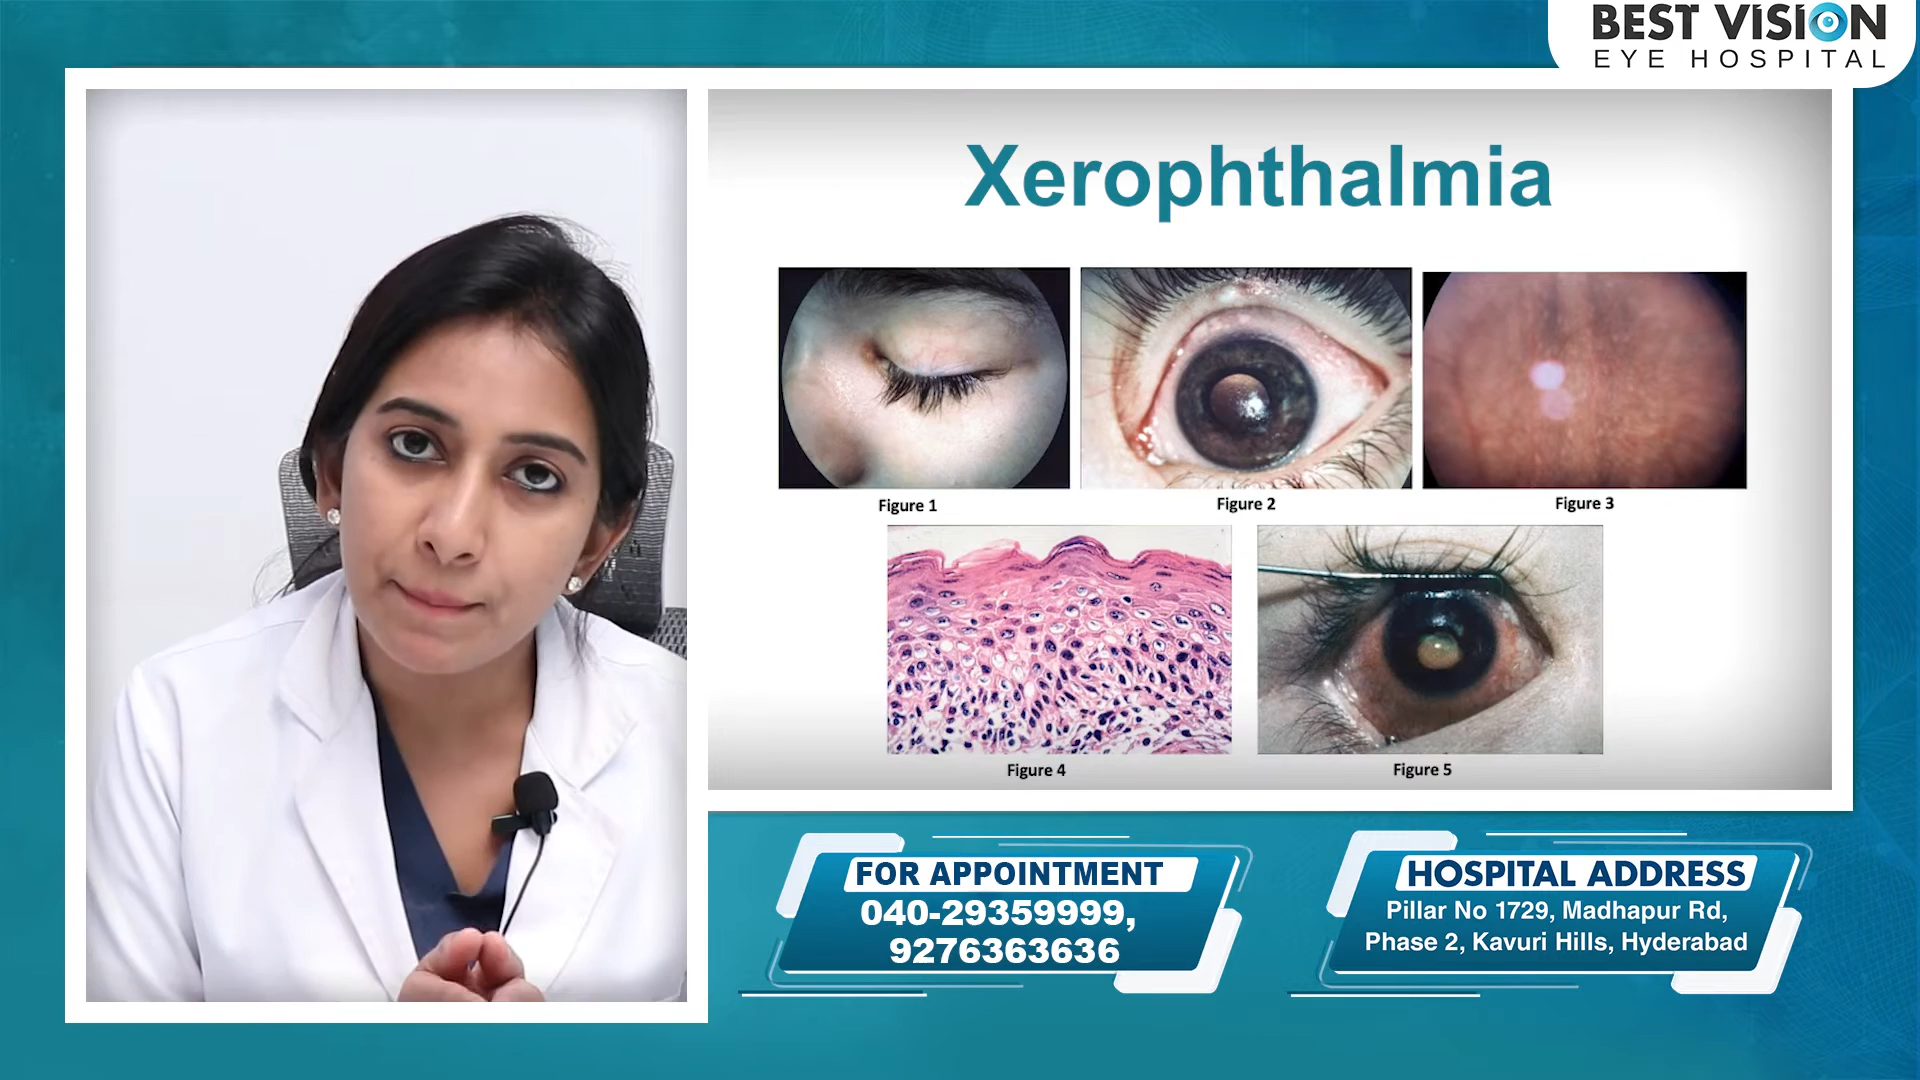 BEST VISION
EYE HOSPITAL
Xerophthalmia
Figure 1
Figure 2
Figure 3
Figure 4
Figure 5
FOR APPOINTMENT
040-29359999,
9276363636
HOSPITAL ADDRESS
Pillar No 1729, Madhapur Rd,
Phase 2, Kavuri Hills, Hyderabad